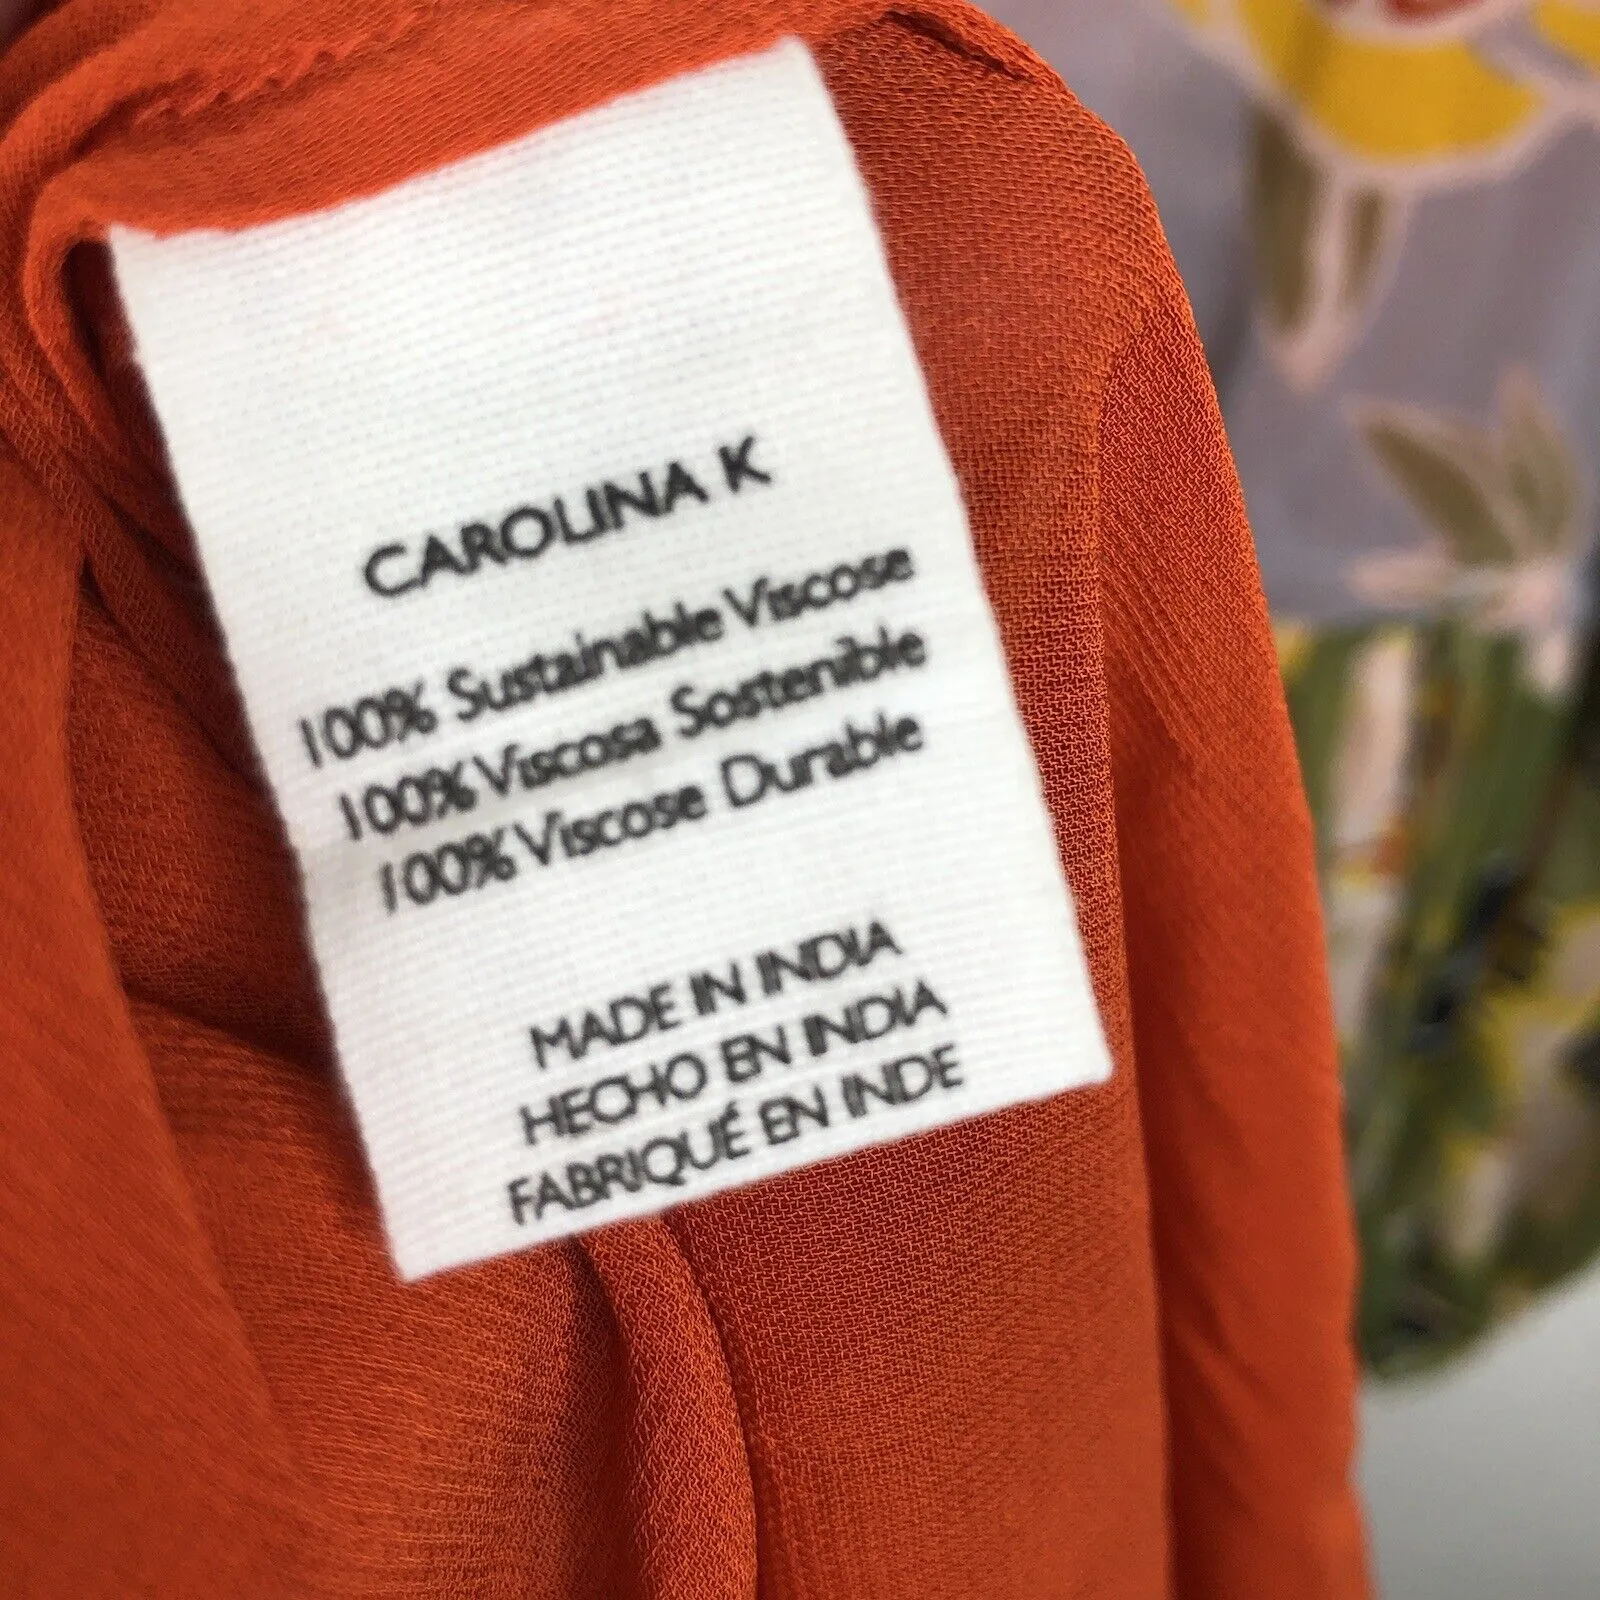 CAROLINA K
100% Sustainable Viscose
100% Viscosa Sostenible
100% Viscose Durable
MADE IN INDIA
HECHO EN INDIA
FABRIQUÉ EN INDE